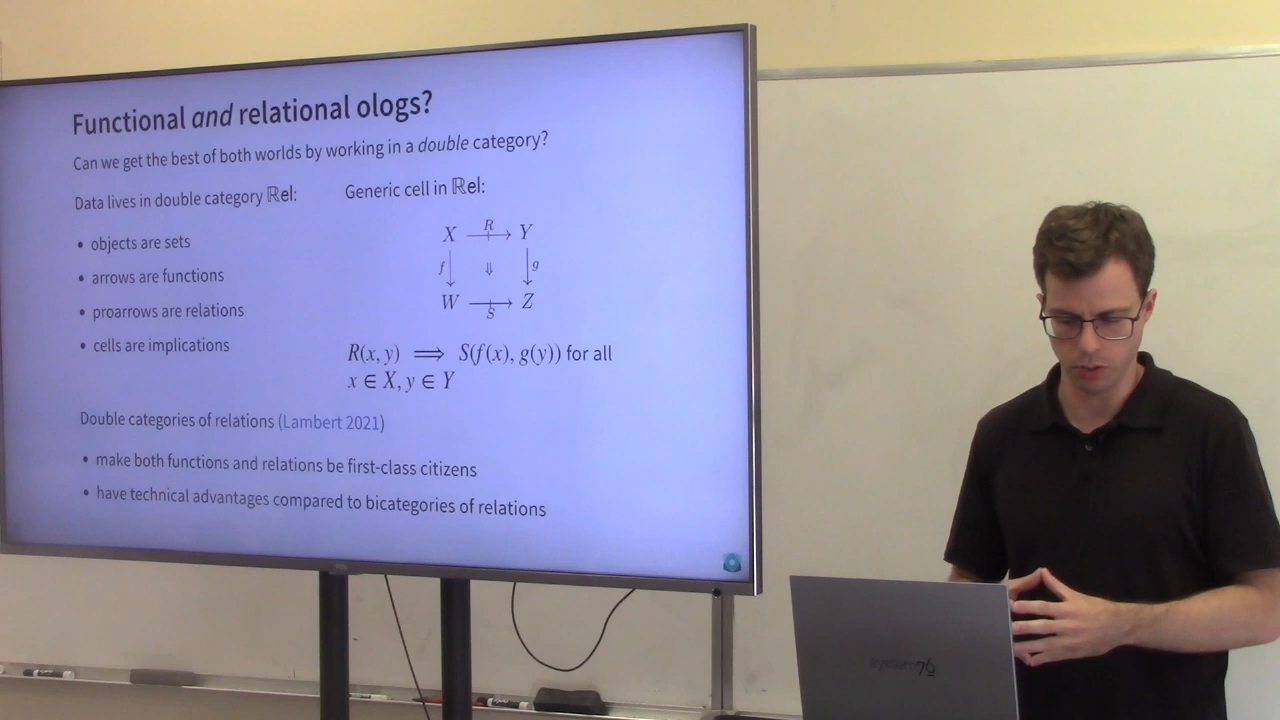 Functional and relational ologs?
Can we get the best of both worlds by working in a double category?
Data lives in double category ℝel:
• objects are sets
• arrows are functions
• proarrows are relations
• cells are implications
Generic cell in ℝel:
X R Y
f ⇓ g
W S Z
R(x, y) ⟹ S(f(x), g(y)) for all
x ∈ X, y ∈ Y
Double categories of relations (Lambert 2021)
• make both functions and relations be first-class citizens
• have technical advantages compared to bicategories of relations
system76